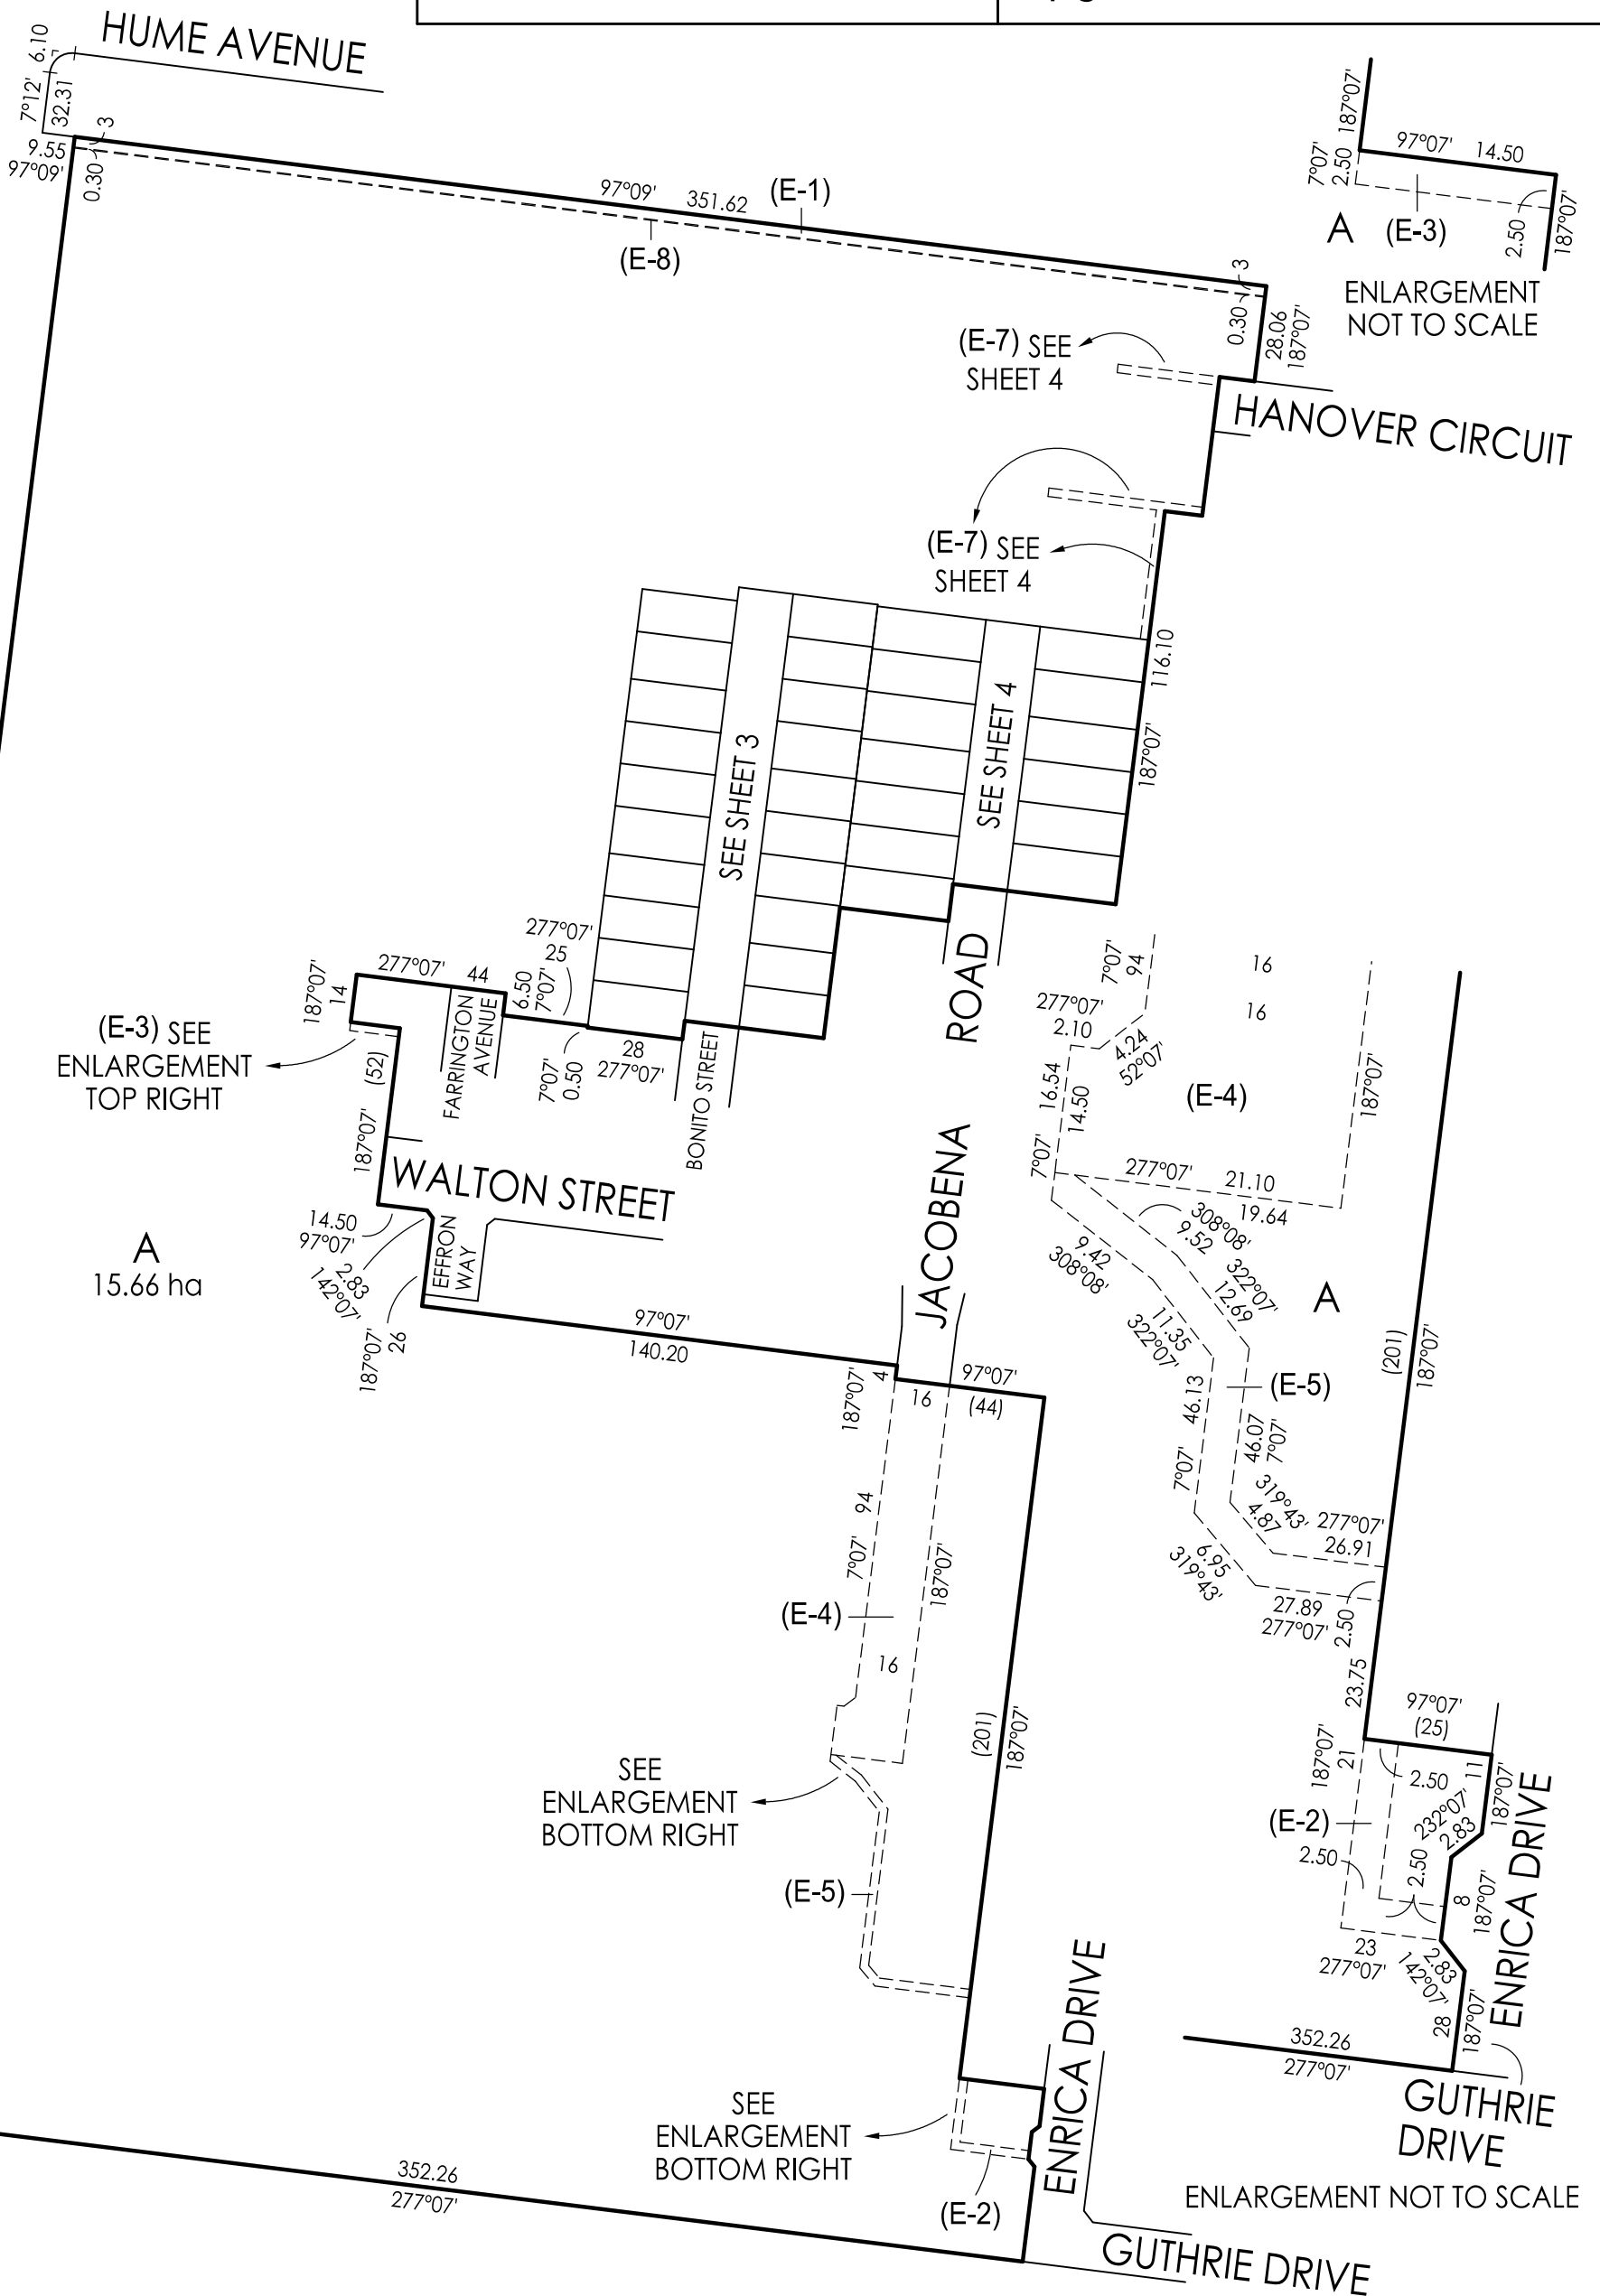 HUME AVENUE
6.10
7°12'
32.31
3
9.55
97°09'
0.30
97°09' 351.62
(E-1)
(E-8)
3
0.30
28.06
187°07'
187°07'
97°07' 14.50
7°07'
2.50
A
(E-3)
2.50
187°07'
ENLARGEMENT
NOT TO SCALE
(E-7) SEE
SHEET 4
HANOVER CIRCUIT
(E-7) SEE
SHEET 4
116.10
187°07'
SEE SHEET 3
SEE SHEET 4
277°07'
25
277°07' 44
6.50
7°07'
187°07'
14
(E-3) SEE
ENLARGEMENT
TOP RIGHT
FARRINGTON
AVENUE
7°07'
0.50
28
277°07'
BONITO STREET
(52)
187°07'
WALTON STREET
JACOBENA ROAD
14.50
97°07'
2.83
142°07'
EFFRON
WAY
187°07'
26
A
15.66 ha
97°07'
140.20
187°07'
4
16
97°07'
(44)
7°07'
94
16
16
277°07'
2.10
4.24
52°07'
16.54
14.50
7°07'
(E-4)
187°07'
277°07' 21.10
19.64
308°08'
9.52
9.42
308°08'
322°07'
12.69
11.35
322°07'
A
(201)
187°07'
46.13
7°07'
(E-5)
46.07
7°07'
319°43'
4.87
277°07'
26.91
6.95
319°43'
27.89
277°07'
2.50
23.75
94
7°07'
187°07'
(E-4)
16
(201)
187°07'
SEE
ENLARGEMENT
BOTTOM RIGHT
(E-5)
97°07'
(25)
187°07'
21
2.50
11
187°07'
232°07'
2.83
(E-2)
2.50
2.50
8
187°07'
ENRICA DRIVE
23
277°07'
2.83
142°07'
28
187°07'
352.26
277°07'
GUTHRIE
DRIVE
ENLARGEMENT NOT TO SCALE
SEE
ENLARGEMENT
BOTTOM RIGHT
ENRICA DRIVE
(E-2)
352.26
277°07'
GUTHRIE DRIVE